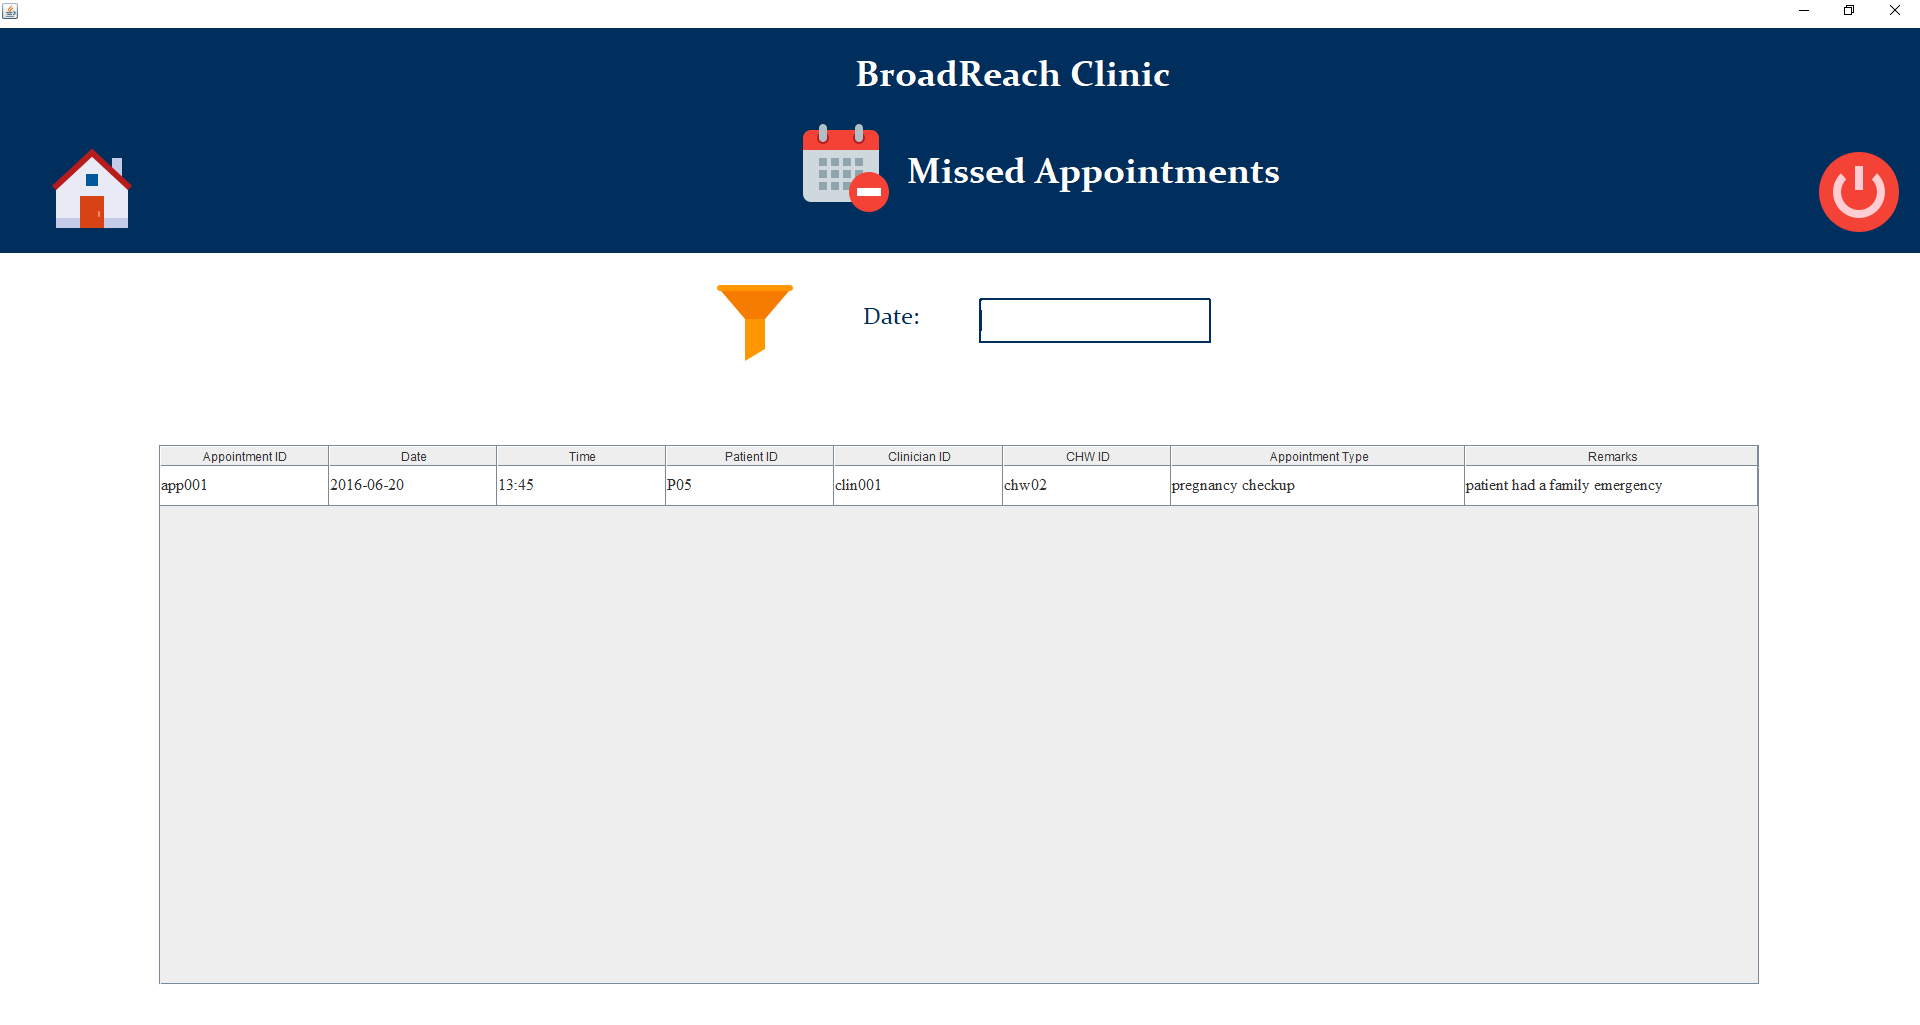 BroadReach Clinic
Missed Appointments
Date:
Appointment ID Date Time Patient ID Clinician ID CHW ID Appointment Type Remarks
app001 2016-06-20 13:45 P05 clin001 chw02 pregnancy checkup patient had a family emergency